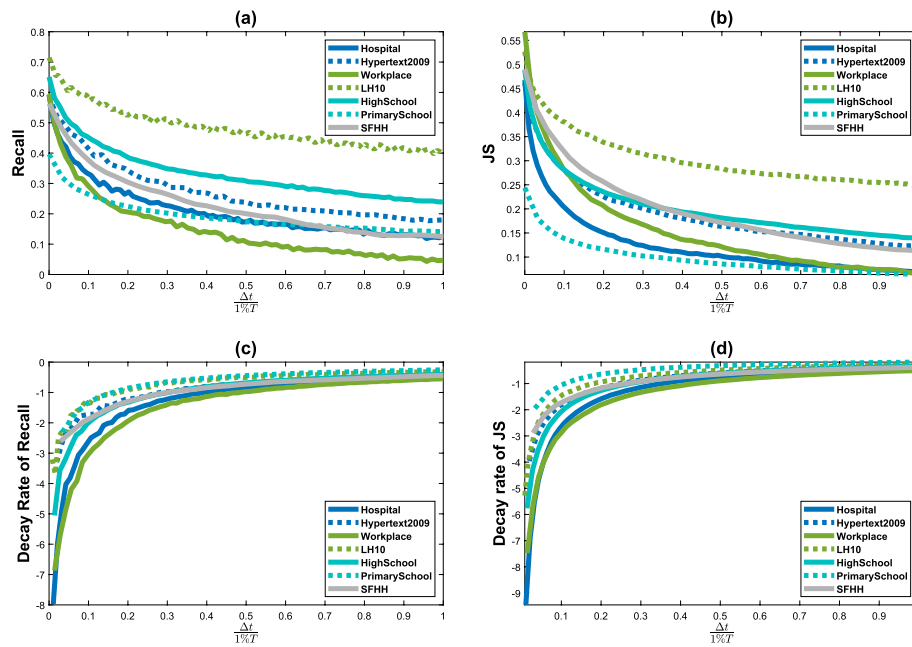 (a)
Recall
0.8
0.7
0.6
0.5
0.4
0.3
0.2
0.1
0
0 0.1 0.2 0.3 0.4 0.5 0.6 0.7 0.8 0.9 1
Δt
1%T
Hospital
Hypertext2009
Workplace
LH10
HighSchool
PrimarySchool
SFHH
(b)
JS
0.55
0.5
0.45
0.4
0.35
0.3
0.25
0.2
0.15
0.1
0.1 0.2 0.3 0.4 0.5 0.6 0.7 0.8 0.9
Δt
1%T
Hospital
Hypertext2009
Workplace
LH10
HighSchool
PrimarySchool
SFHH
(c)
Decay Rate of Recall
0
-1
-2
-3
-4
-5
-6
-7
-8
0 0.1 0.2 0.3 0.4 0.5 0.6 0.7 0.8 0.9 1
Δt
1%T
Hospital
Hypertext2009
Workplace
LH10
HighSchool
PrimarySchool
SFHH
(d)
Decay rate of JS
-1
-2
-3
-4
-5
-6
-7
-8
-9
0.1 0.2 0.3 0.4 0.5 0.6 0.7 0.8 0.9
Δt
1%T
Hospital
Hypertext2009
Workplace
LH10
HighSchool
PrimarySchool
SFHH